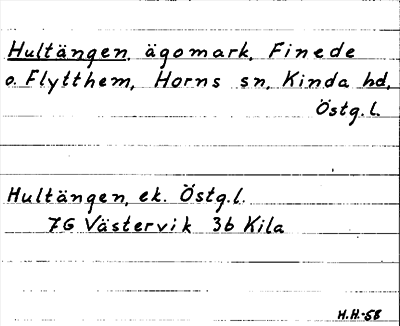 Hultängen, ägomark, Finede
o. Flytthem, Horns sn, Kinda hd,
Östg.l.
Hultängen, ek. Östg.l.
7G Västervik 3b Kila
H.H.-58